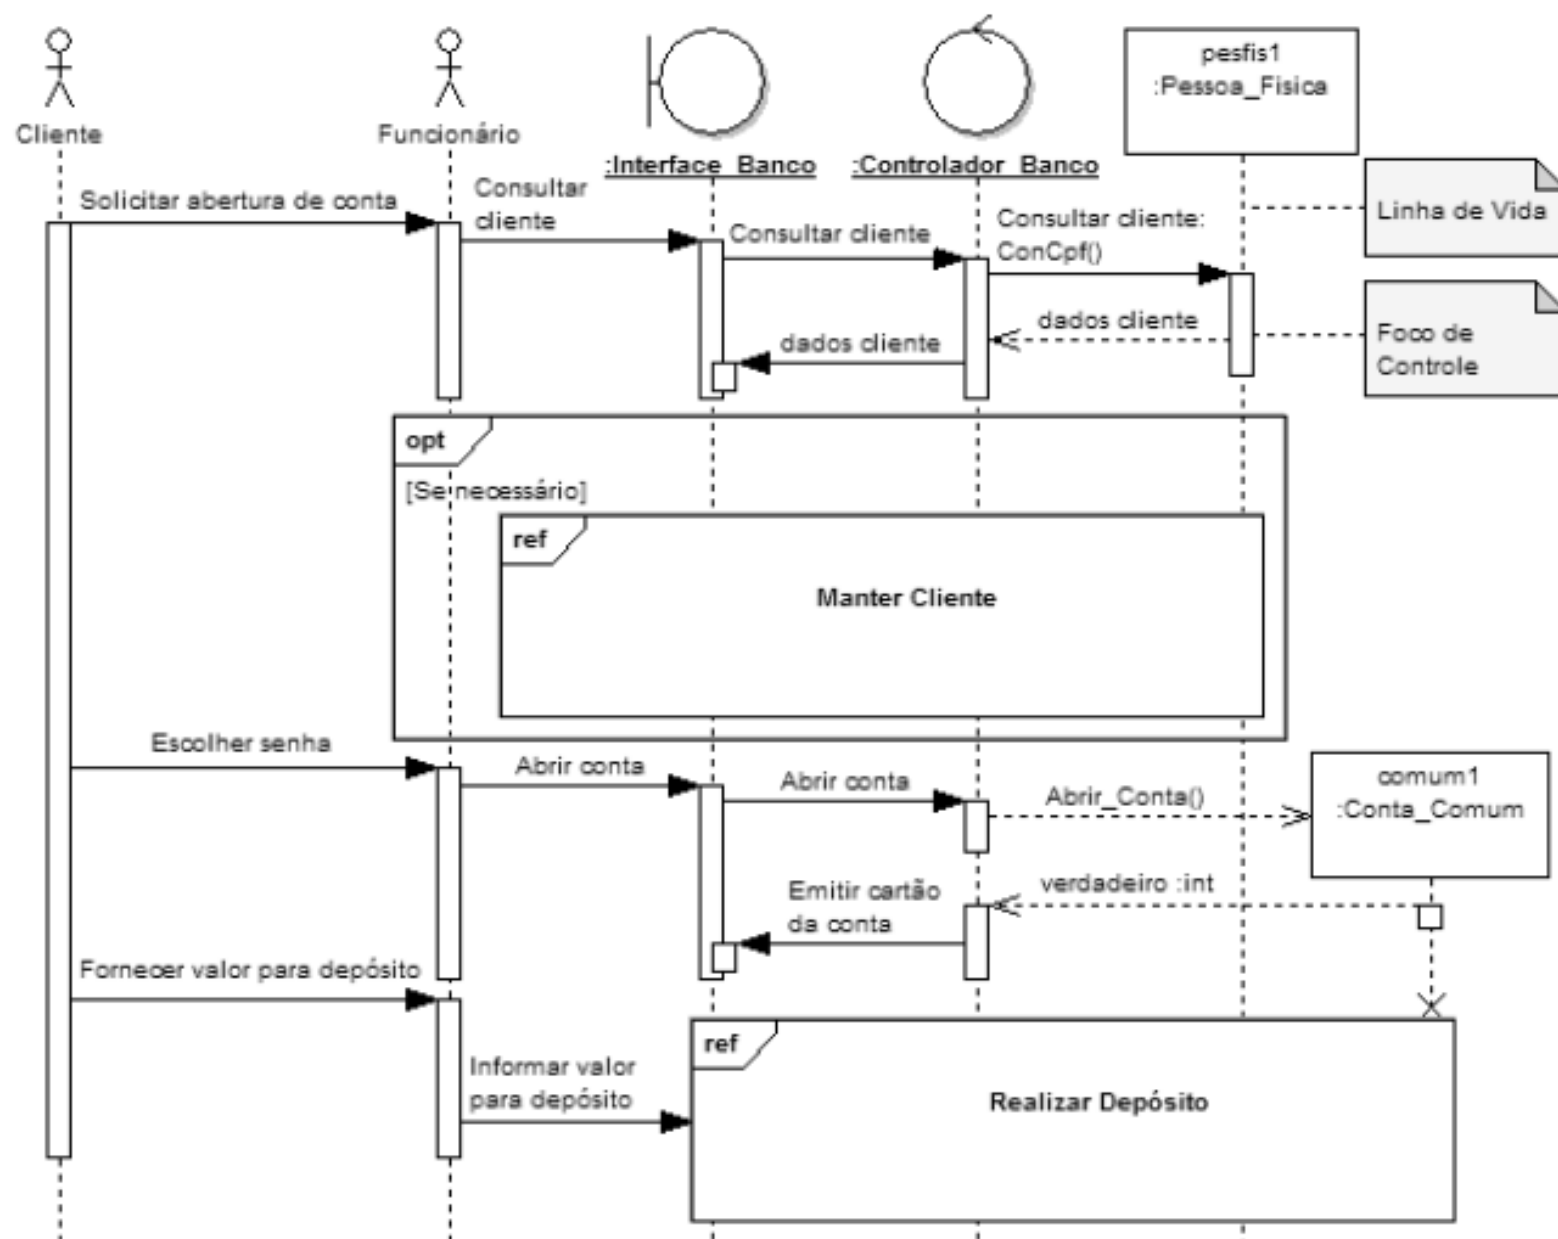 Cliente
Funcionário
:Interface_Banco
:Controlador_Banco
pesfis1
:Pessoa_Fisica
Linha de Vida
Solicitar abertura de conta
Consultar
cliente
Consultar cliente
Consultar cliente:
ConCpf()
dados cliente
dados cliente
Foco de
Controle
opt
[Se necessário]
ref
Manter Cliente
Escolher senha
Abrir conta
Abrir conta
Abrir_Conta()
comum1
:Conta_Comum
verdadeiro :int
Emitir cartão
da conta
Fornecer valor para depósito
Informar valor
para depósito
ref
Realizar Depósito